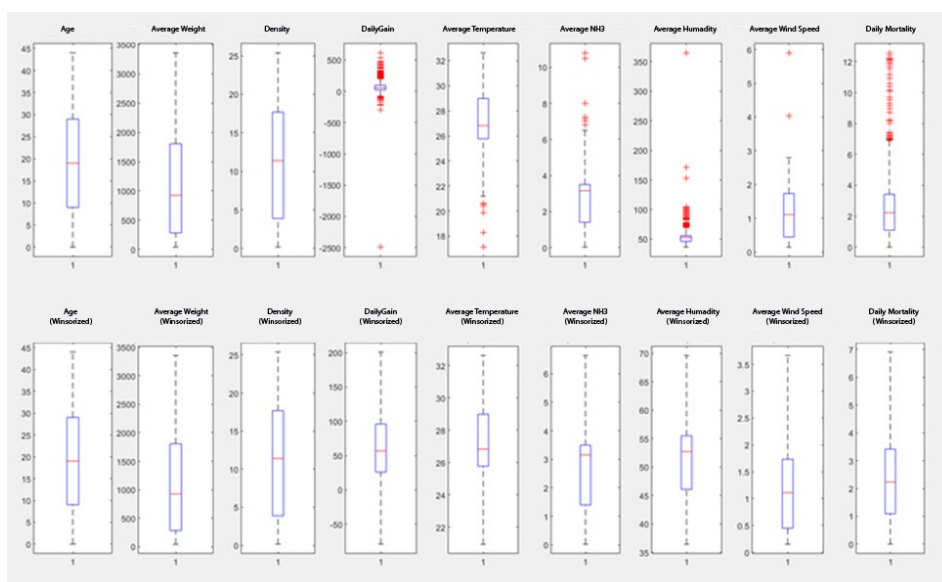 Age Average Weight Density DailyGain Average Temperature Average NH3 Average Humadity Average Wind Speed Daily Mortality
45 3500 25 500 32 10 350 6 12
40 3000 0 30 300 5 10
35 2500 20 -500 28 8 250 4 8
30 2000 15 -1000 26 6 200 3 6
25 1500 10 -1500 24 4 150 2 4
20 1000 5 -2000 22 2 100 1 2
15 500 0 -2500 20 0 50 0 0
10 0 18
5
0
1 1 1 1 1 1 1 1 1
Age Average Weight Density DailyGain Average Temperature Average NH3 Average Humadity Average Wind Speed Daily Mortality
(Winsorized) (Winsorized) (Winsorized) (Winsorized) (Winsorized) (Winsorized) (Winsorized) (Winsorized) (Winsorized)
45 3500 25 200 32 6 70 3.5 7
40 3000 20 150 30 5 65 3 6
35 2500 15 100 28 4 60 2.5 5
30 2000 10 50 26 3 55 2 4
25 1500 5 0 24 2 50 1.5 3
20 1000 0 -50 22 1 45 1 2
15 500 0 40 0.5 1
10 0 35 0 0
5
0
1 1 1 1 1 1 1 1 1